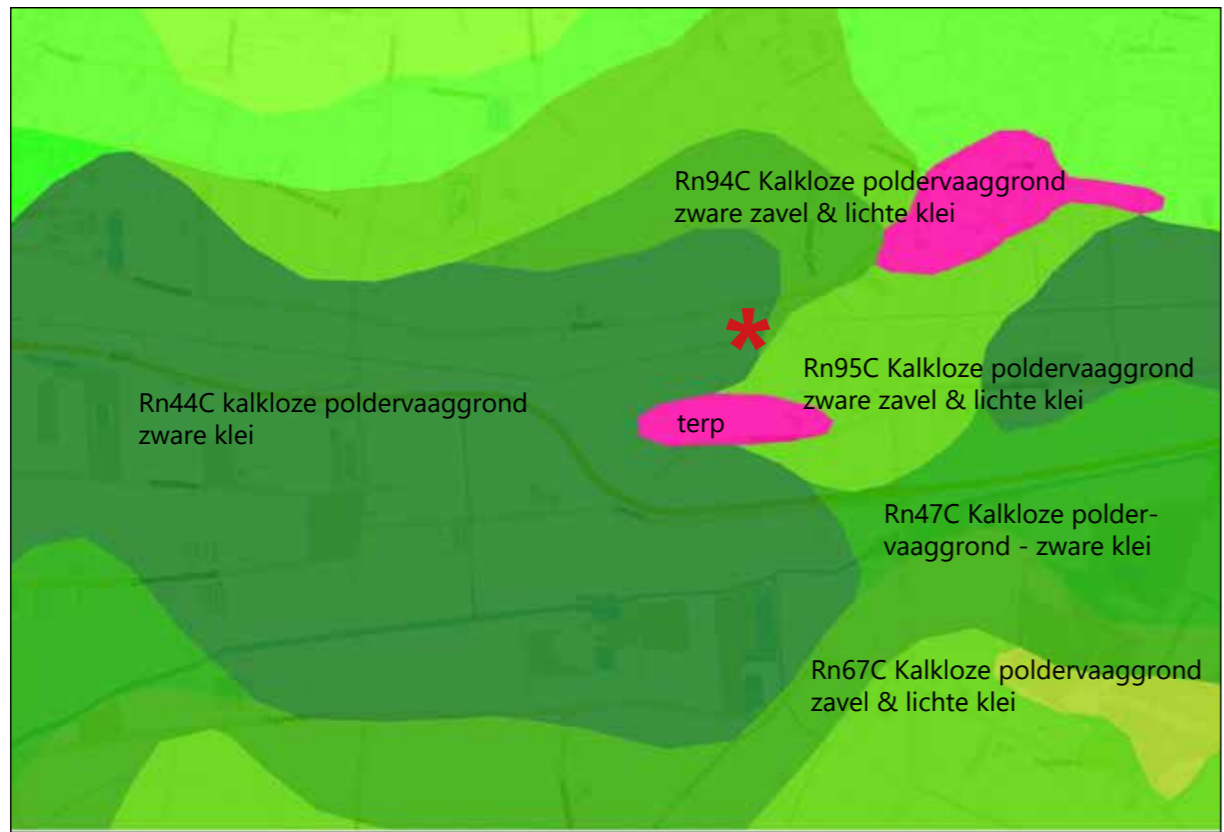 Rn94C Kalkloze poldervaaggrond
zware zavel & lichte klei
Rn95C Kalkloze poldervaaggrond
zware zavel & lichte klei
Rn44C kalkloze poldervaaggrond
zware klei
terp
Rn47C Kalkloze polder-
vaaggrond - zware klei
Rn67C Kalkloze poldervaaggrond
zavel & lichte klei